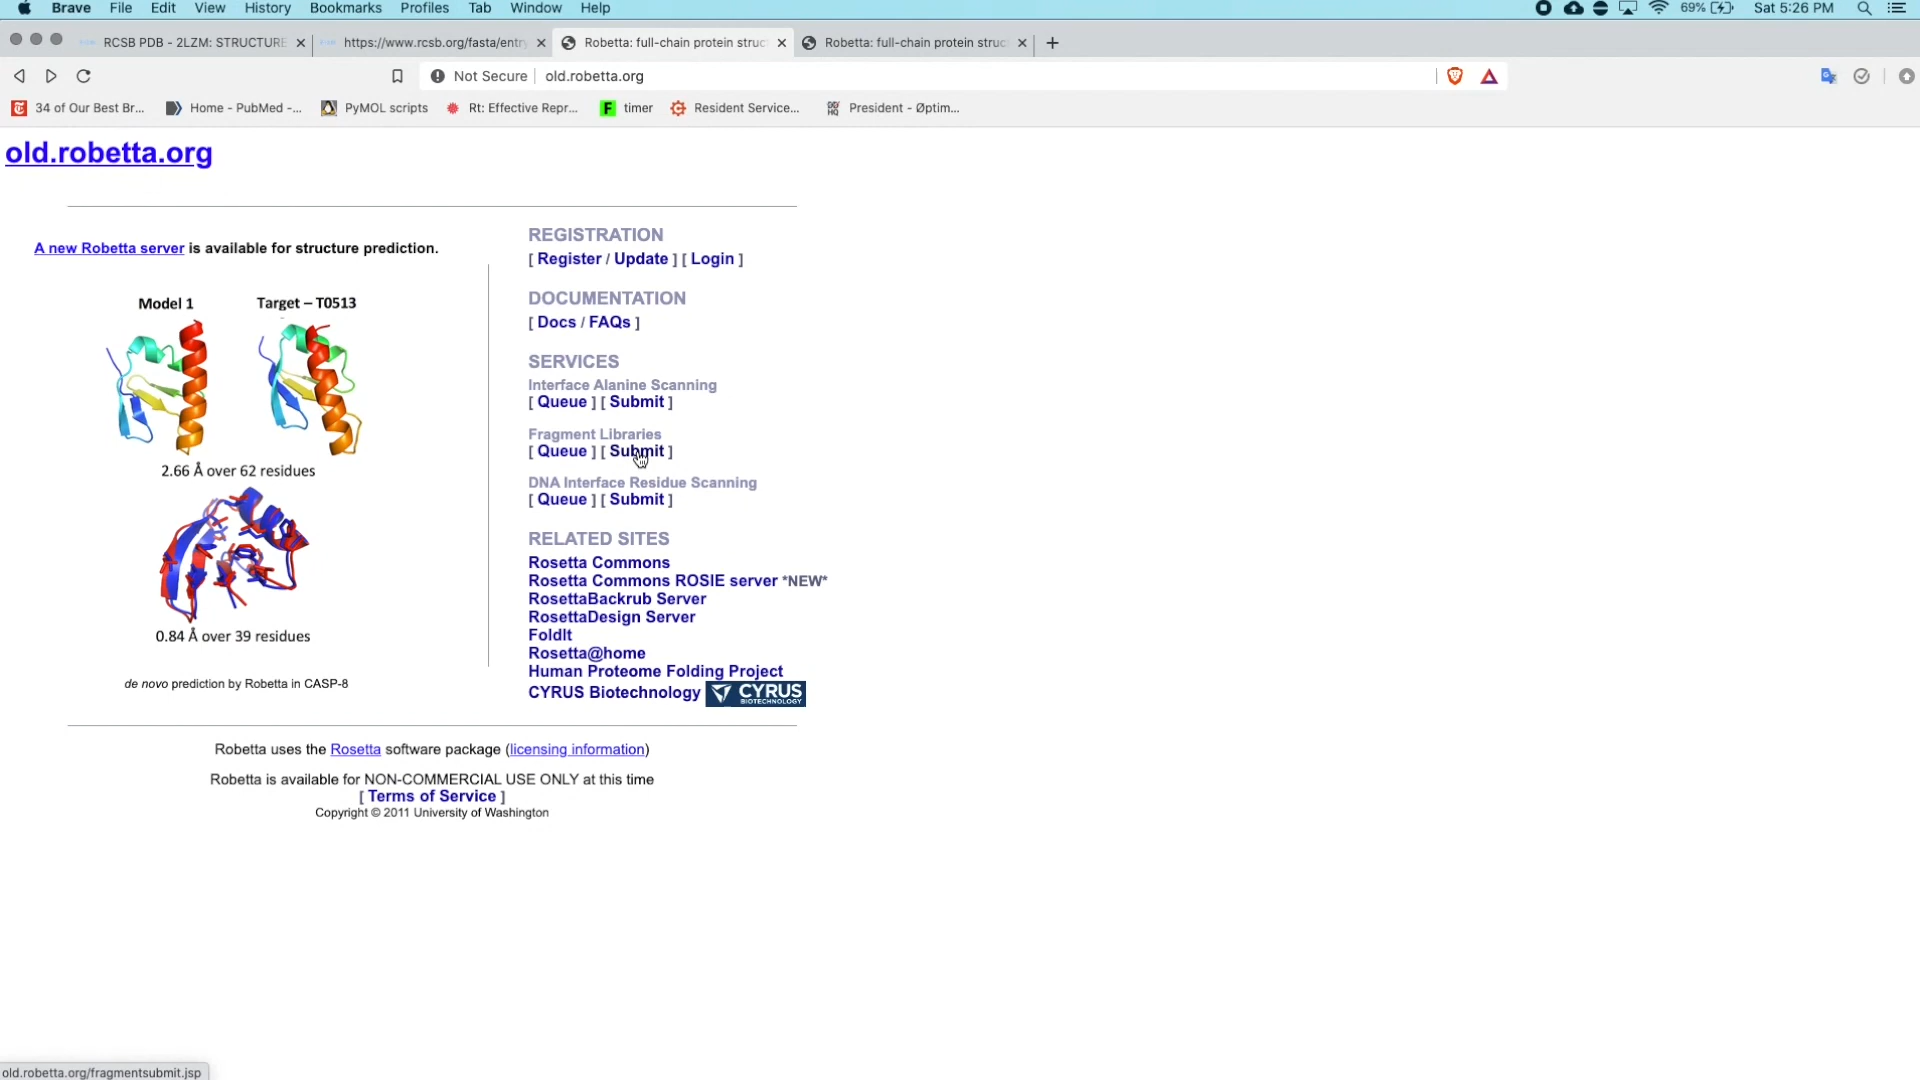 Brave File Edit View History Bookmarks Profiles Tab Window Help 69% Sat 5:26 PM
RCSB PDB - 2LZM: STRUCTURE https://www.rcsb.org/fasta/entry Robetta: full-chain protein struc Robetta: full-chain protein struc
Not Secure old.robetta.org
34 of Our Best Br... Home - PubMed -... PyMOL scripts Rt: Effective Repr... F timer Resident Service... President - Øptim...
old.robetta.org
A new Robetta server is available for structure prediction.
Model 1 Target – T0513
2.66 Å over 62 residues
0.84 Å over 39 residues
de novo prediction by Robetta in CASP-8
REGISTRATION
[ Register / Update ] [ Login ]
DOCUMENTATION
[ Docs / FAQs ]
SERVICES
Interface Alanine Scanning
[ Queue ] [ Submit ]
Fragment Libraries
[ Queue ] [ Submit ]
DNA Interface Residue Scanning
[ Queue ] [ Submit ]
RELATED SITES
Rosetta Commons
Rosetta Commons ROSIE server *NEW*
RosettaBackrub Server
RosettaDesign Server
FoldIt
Rosetta@home
Human Proteome Folding Project
CYRUS Biotechnology CYRUS BIOTECHNOLOGY
Robetta uses the Rosetta software package (licensing information)
Robetta is available for NON-COMMERCIAL USE ONLY at this time
[ Terms of Service ]
Copyright © 2011 University of Washington
old.robetta.org/fragmentsubmit.jsp